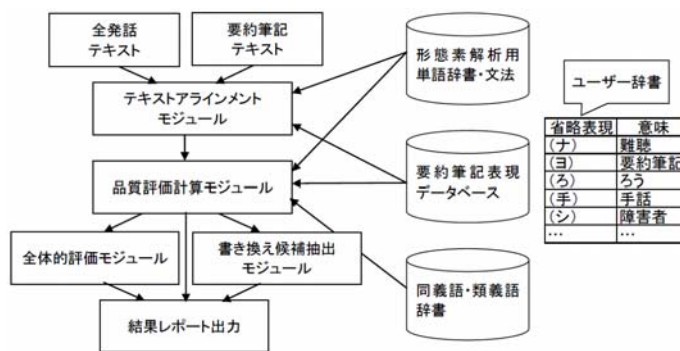 全発話
テキスト
要約筆記
テキスト
テキストアラインメント
モジュール
品質評価計算モジュール
全体的評価モジュール
書き換え候補抽出
モジュール
結果レポート出力
形態素解析用
単語辞書・文法
要約筆記表現
データベース
同義語・類義語
辞書
ユーザー辞書
省略表現 意味
(ナ) 難聴
(ヨ) 要約筆記
(ろ) ろう
(手) 手話
(シ) 障害者
… …